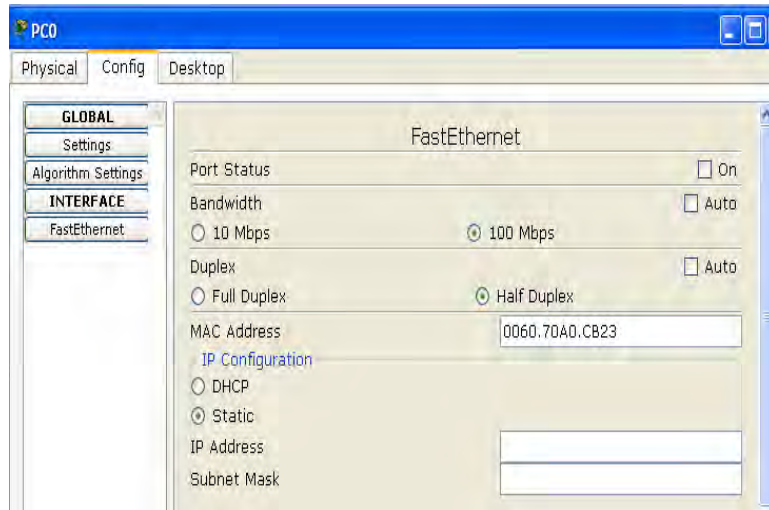 PC0
Physical Config Desktop
GLOBAL
Settings
Algorithm Settings
INTERFACE
FastEthernet
FastEthernet
Port Status On
Bandwidth Auto
10 Mbps 100 Mbps
Duplex Auto
Full Duplex Half Duplex
MAC Address 0060.70A0.CB23
IP Configuration
DHCP
Static
IP Address
Subnet Mask